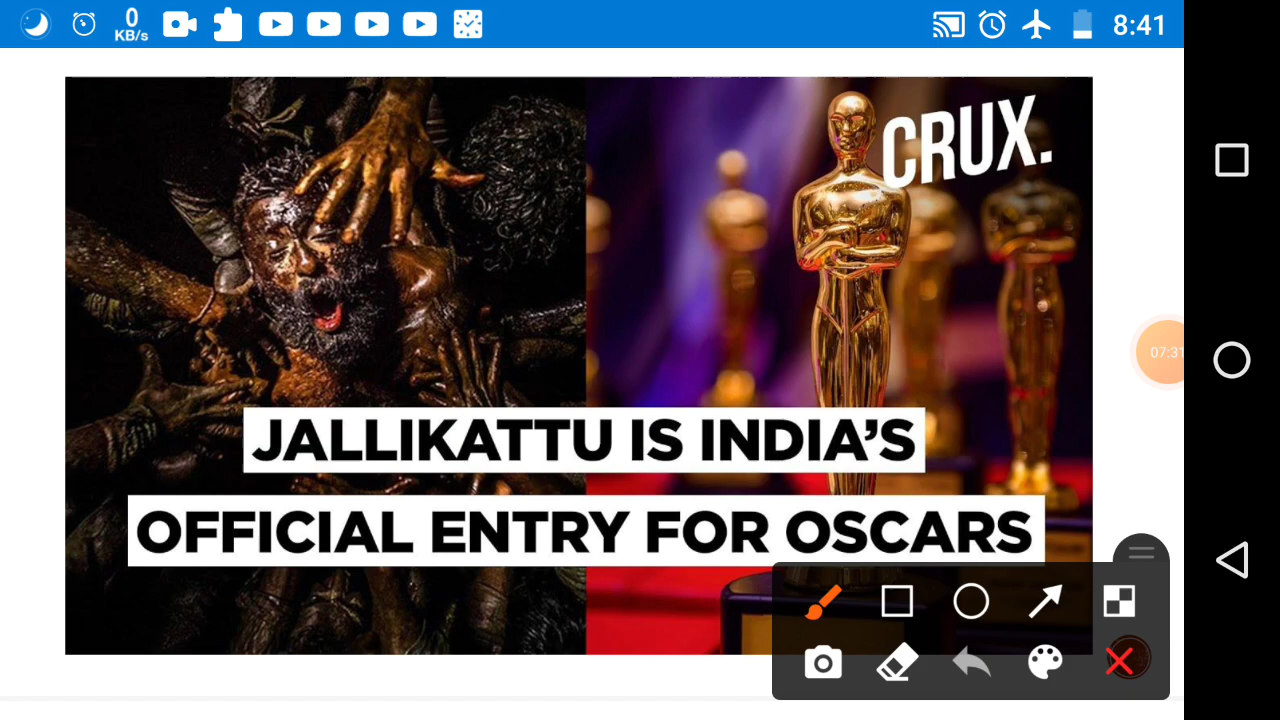 0
KB/s
8:41
CRUX.
07:31
JALLIKATTU IS INDIA'S
OFFICIAL ENTRY FOR OSCARS